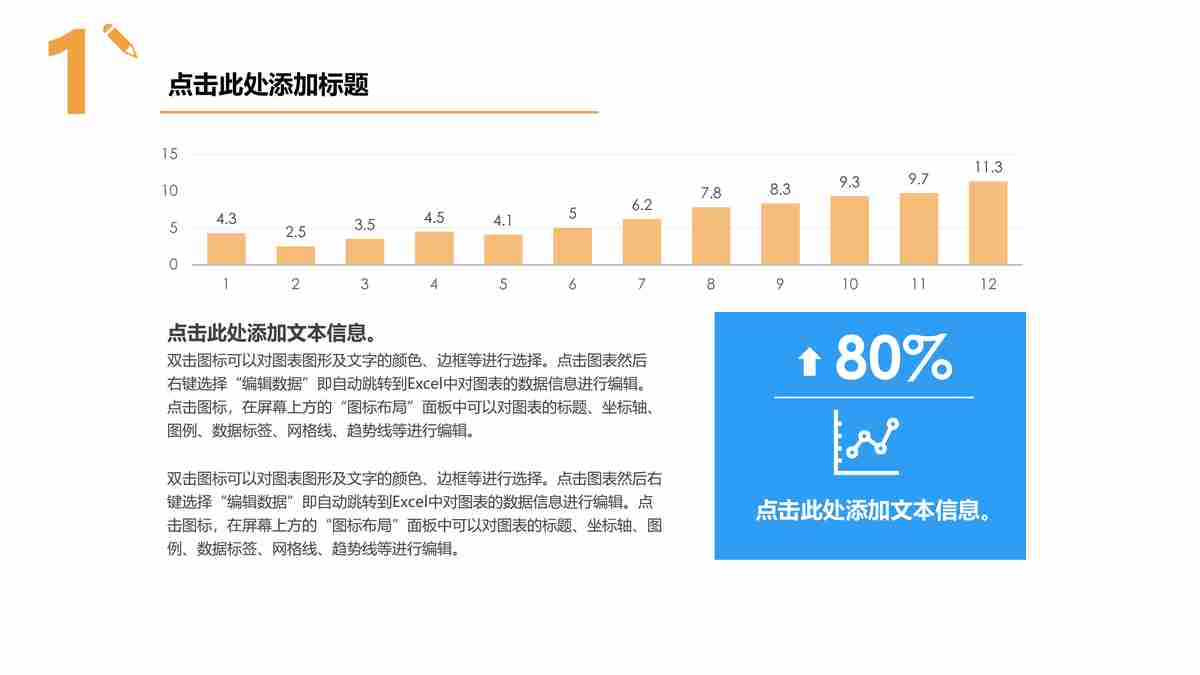 1
点击此处添加标题
15
10
5
0
4.3
2.5
3.5
4.5
4.1
5
6.2
7.8
8.3
9.3
9.7
11.3
1
2
3
4
5
6
7
8
9
10
11
12
点击此处添加文本信息。
双击图标可以对图表图形及文字的颜色、边框等进行选择。点击图表然后
右键选择“编辑数据”即自动跳转到Excel中对图表的数据信息进行编辑。
点击图标，在屏幕上方的“图标布局”面板中可以对图表的标题、坐标轴、
图例、数据标签、网格线、趋势线等进行编辑。
双击图标可以对图表图形及文字的颜色、边框等进行选择。点击图表然后右
键选择“编辑数据”即自动跳转到Excel中对图表的数据信息进行编辑。点
击图标，在屏幕上方的“图标布局”面板中可以对图表的标题、坐标轴、图
例、数据标签、网格线、趋势线等进行编辑。
80%
点击此处添加文本信息。